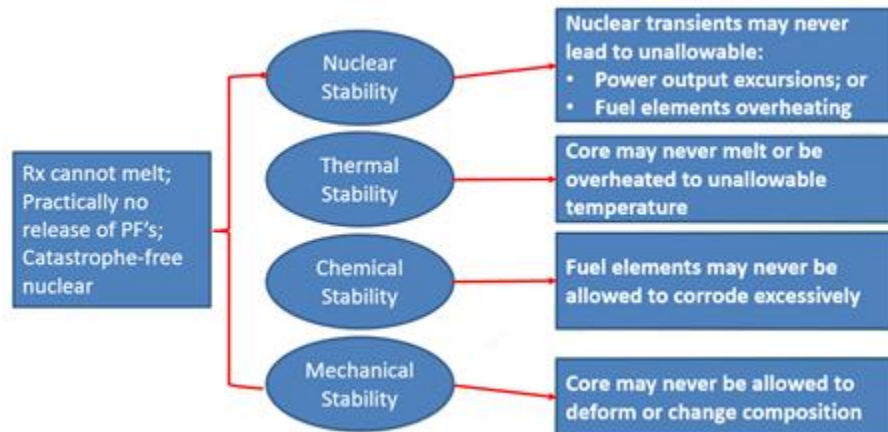 Rx cannot melt;
Practically no
release of PF's;
Catastrophe-free
nuclear
Nuclear
Stability
Nuclear transients may never
lead to unallowable:
• Power output excursions; or
• Fuel elements overheating
Thermal
Stability
Core may never melt or be
overheated to unallowable
temperature
Chemical
Stability
Fuel elements may never be
allowed to corrode excessively
Mechanical
Stability
Core may never be allowed to
deform or change composition